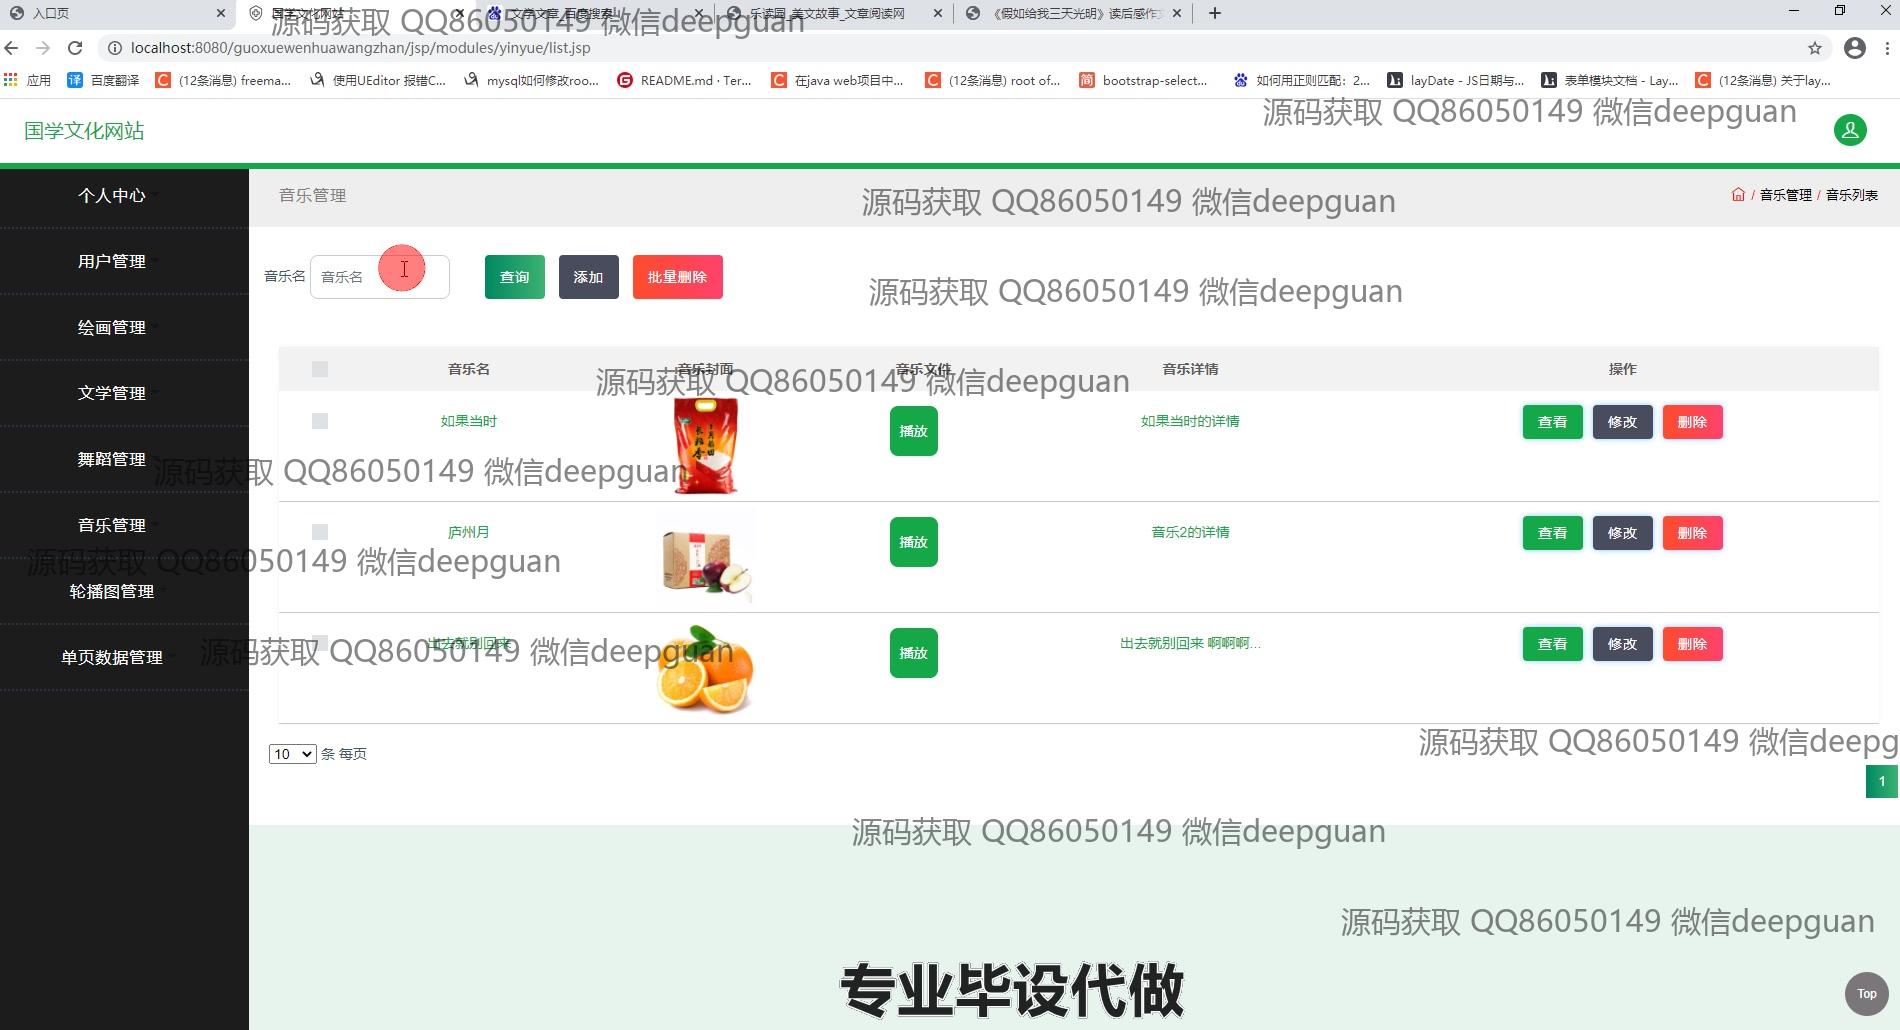 入口页
国学文化网站
文学文章_百度搜索
乐读网_美文故事_文章阅读网
《假如给我三天光明》读后感作文
源码获取 QQ86050149 微信deepguan
localhost:8080/guoxuewenhuawangzhan/jsp/modules/yinyue/list.jsp
应用 百度翻译 (12条消息) freema... 使用UEditor 报错C... mysql如何修改roo... README.md · Ter... 在java web项目中... (12条消息) root of... bootstrap-select... 如何用正则匹配：2... layDate - JS日期与... 表单模块文档 - Lay... (12条消息) 关于lay...
源码获取 QQ86050149 微信deepguan
国学文化网站
个人中心
用户管理
绘画管理
文学管理
舞蹈管理
音乐管理
轮播图管理
单页数据管理
音乐管理
源码获取 QQ86050149 微信deepguan
/ 音乐管理 / 音乐列表
音乐名 音乐名 查询 添加 批量删除
源码获取 QQ86050149 微信deepguan
音乐名 音乐封面 音乐文件 音乐详情 操作
源码获取 QQ86050149 微信deepguan
如果当时 播放 如果当时的详情 查看 修改 删除
源码获取 QQ86050149 微信deepguan
庐州月 播放 音乐2的详情 查看 修改 删除
源码获取 QQ86050149 微信deepguan
出去就别回来 播放 出去就别回来 啊啊啊... 查看 修改 删除
源码获取 QQ86050149 微信deepguan
10 条 每页
源码获取 QQ86050149 微信deepg
1
源码获取 QQ86050149 微信deepguan
源码获取 QQ86050149 微信deepguan
专业毕设代做
Top